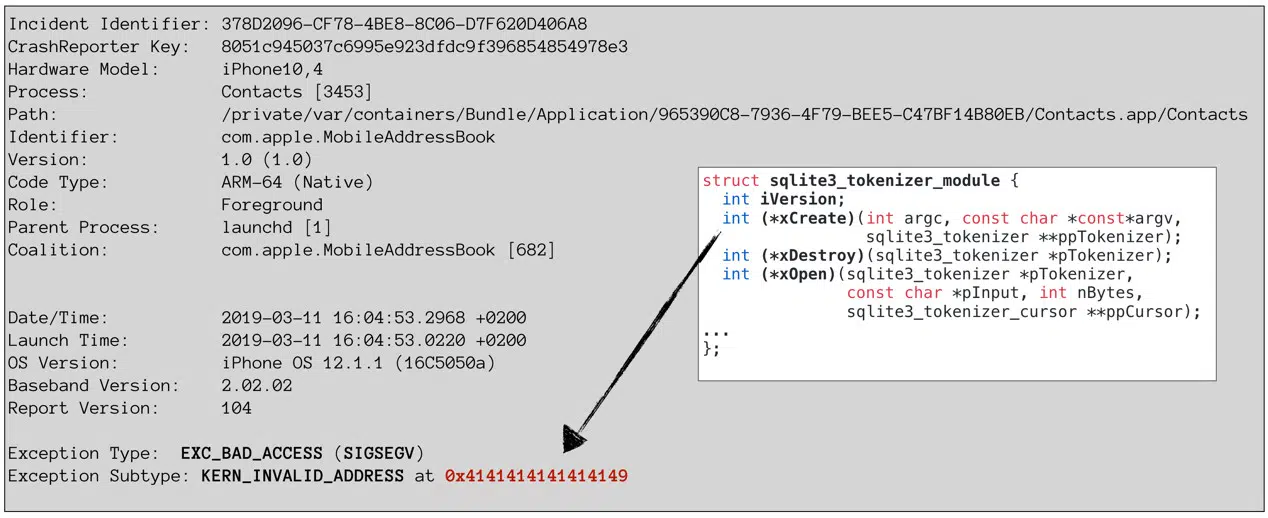 Incident Identifier: 378D2096-CF78-4BE8-8C06-D7F620D406A8
CrashReporter Key: 8051c945037c6995e923dfdc9f396854854978e3
Hardware Model: iPhone10,4
Process: Contacts [3453]
Path: /private/var/containers/Bundle/Application/965390C8-7936-4F79-BEE5-C47BF14B80EB/Contacts.app/Contacts
Identifier: com.apple.MobileAddressBook
Version: 1.0 (1.0)
Code Type: ARM-64 (Native)
Role: Foreground
Parent Process: launchd [1]
Coalition: com.apple.MobileAddressBook [682]
Date/Time: 2019-03-11 16:04:53.2968 +0200
Launch Time: 2019-03-11 16:04:53.0220 +0200
OS Version: iPhone OS 12.1.1 (16C5050a)
Baseband Version: 2.02.02
Report Version: 104
Exception Type: EXC_BAD_ACCESS (SIGSEGV)
Exception Subtype: KERN_INVALID_ADDRESS at 0x4141414141414149
struct sqlite3_tokenizer_module {
int iVersion;
int (*xCreate)(int argc, const char *const*argv,
sqlite3_tokenizer **ppTokenizer);
int (*xDestroy)(sqlite3_tokenizer *pTokenizer);
int (*xOpen)(sqlite3_tokenizer *pTokenizer,
const char *pInput, int nBytes,
sqlite3_tokenizer_cursor **ppCursor);
...
};